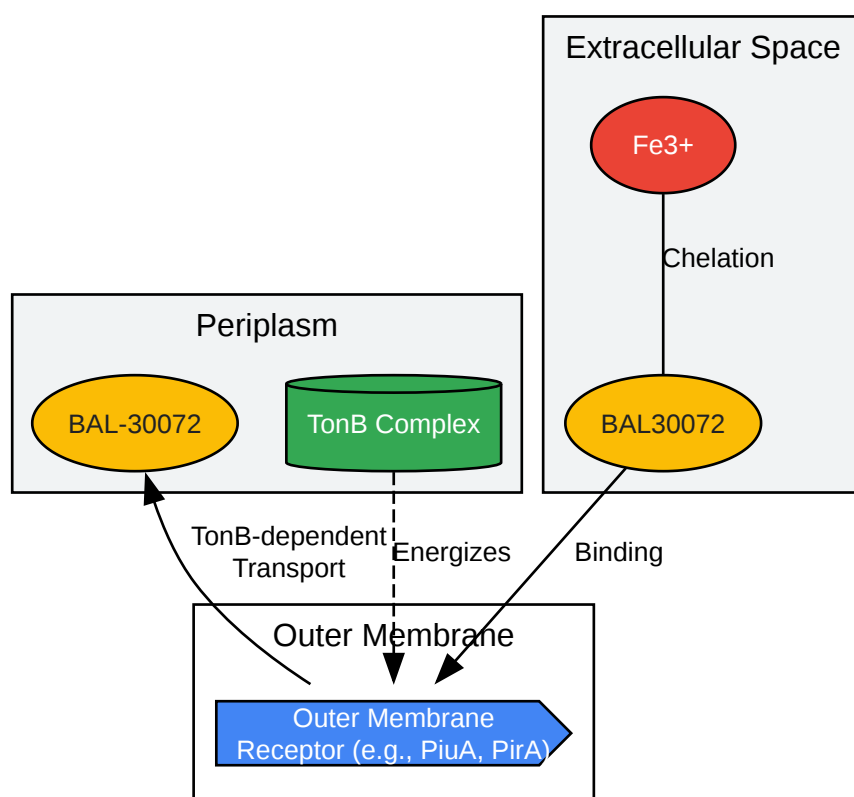 Extracellular Space
Fe3+
Chelation
Periplasm
BAL-30072
TonB Complex
BAL30072
TonB-dependent
Transport
Energizes
Binding
Outer Membrane
Outer Membrane
Receptor (e.g., PiuA, PirA)